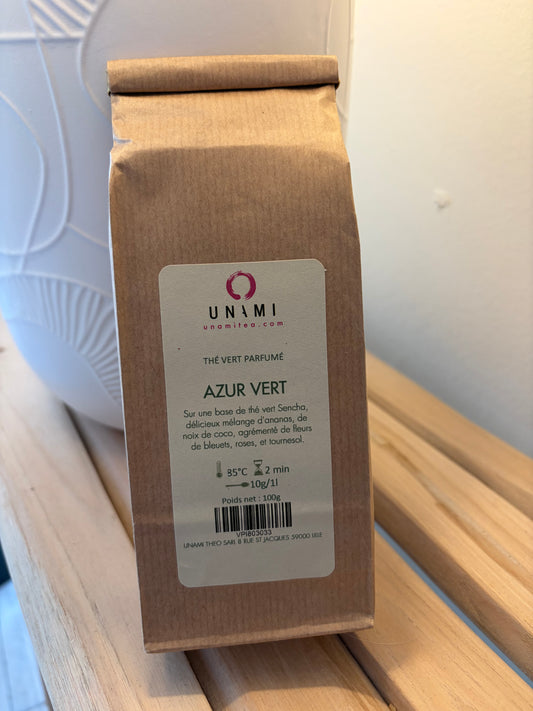 UNAMI
unamitea.com
THÉ VERT PARFUMÉ
AZUR VERT
Sur une base de thé vert Sencha,
délicieux mélange d'ananas, de
noix de coco, agrémenté de fleurs
de bleuets, roses, et tournesol.
85°C 2 min
10g/1l
Poids net : 100g
VPI803033
UNAMI THEO SARL 8 RUE ST JACQUES 59000 LILLE